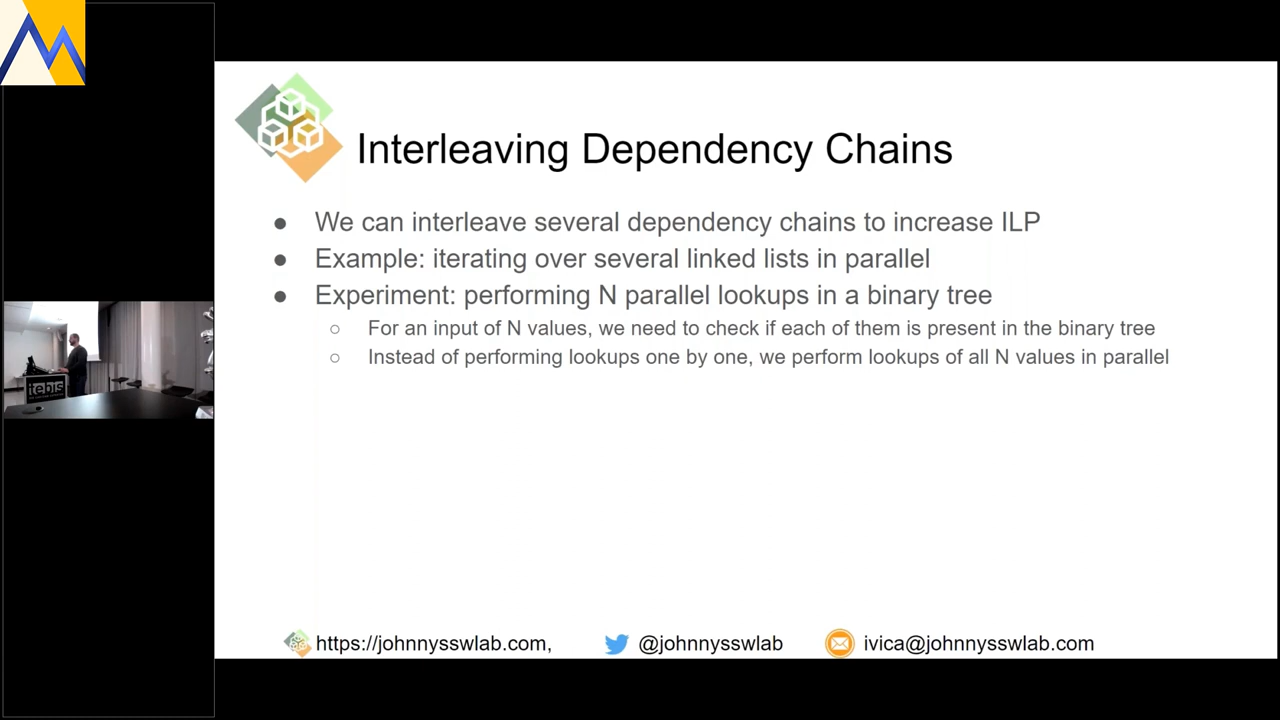 Interleaving Dependency Chains
● We can interleave several dependency chains to increase ILP
● Example: iterating over several linked lists in parallel
● Experiment: performing N parallel lookups in a binary tree
○ For an input of N values, we need to check if each of them is present in the binary tree
○ Instead of performing lookups one by one, we perform lookups of all N values in parallel
tebis
https://johnnysswlab.com, @johnnysswlab ivica@johnnysswlab.com